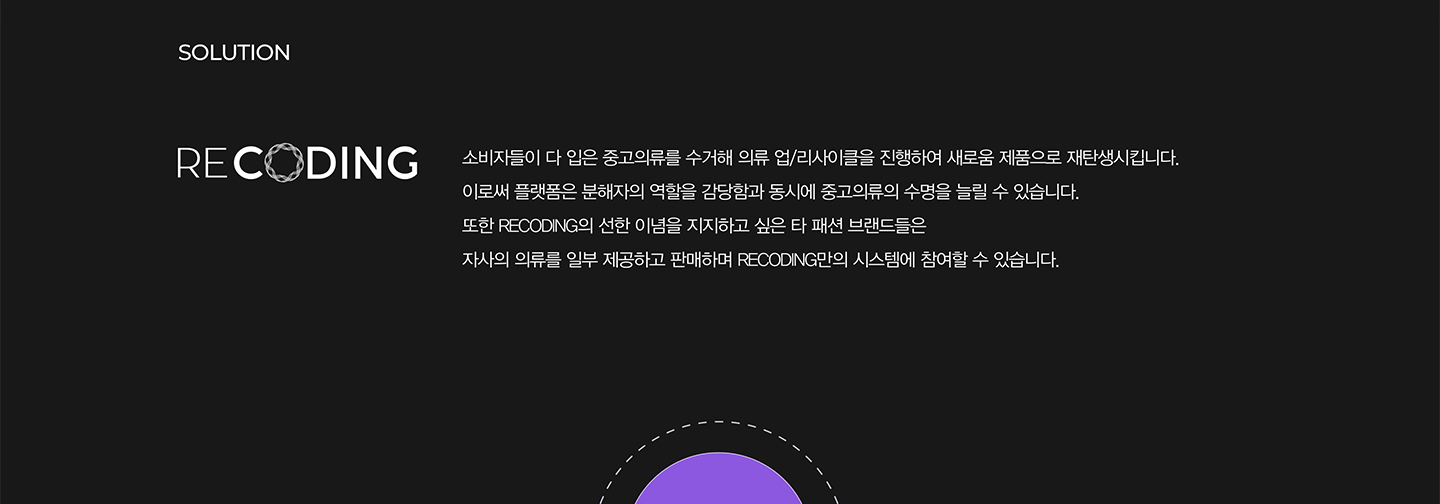 SOLUTION
RECODING
소비자들이 다 입은 중고의류를 수거해 의류 업/리사이클을 진행하여 새로움 제품으로 재탄생시킵니다.
이로써 플랫폼은 분해자의 역할을 감당함과 동시에 중고의류의 수명을 늘릴 수 있습니다.
또한 RECODING의 선한 이념을 지지하고 싶은 타 패션 브랜드들은
자사의 의류를 일부 제공하고 판매하며 RECODING만의 시스템에 참여할 수 있습니다.